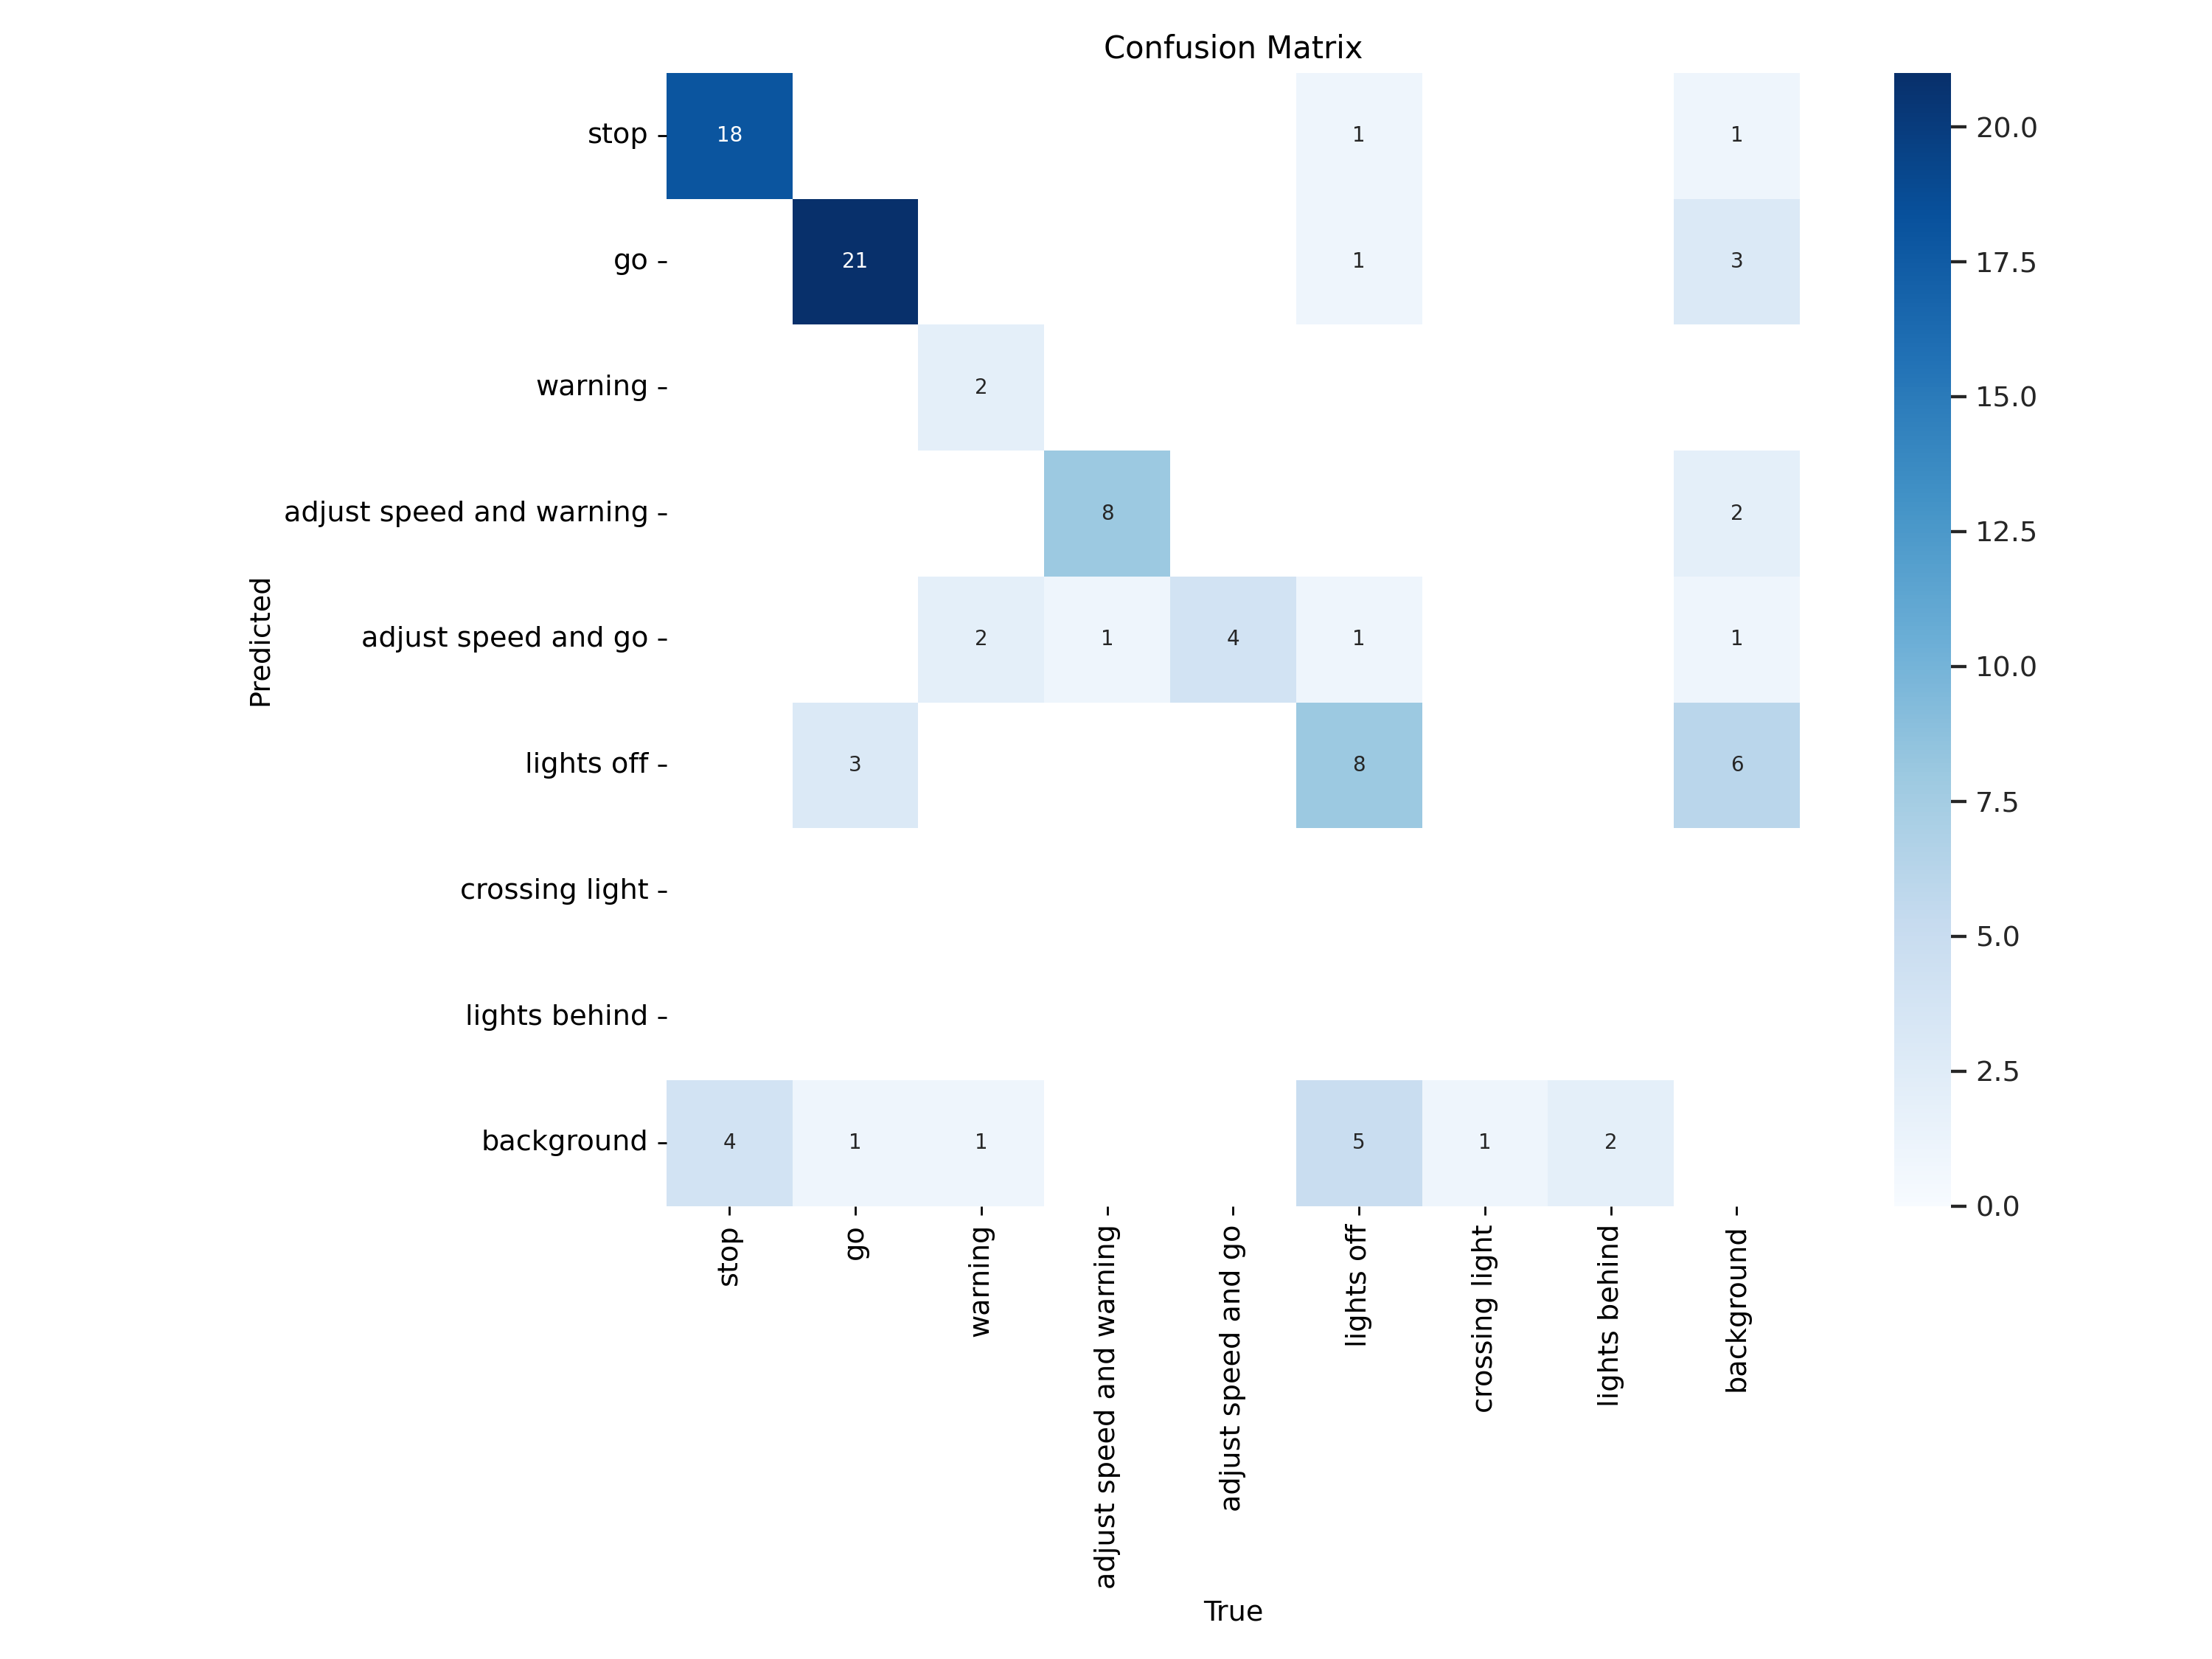 Confusion Matrix
stop 18 1 1 20.0
go 21 1 3 17.5
warning 2 15.0
adjust speed and warning 8 2 12.5
Predicted
adjust speed and go 2 1 4 1 1 10.0
lights off 3 8 6 7.5
crossing light 5.0
lights behind
background 4 1 1 5 1 2 2.5
0.0
stop
go
warning
adjust speed and warning
adjust speed and go
lights off
crossing light
lights behind
background
True